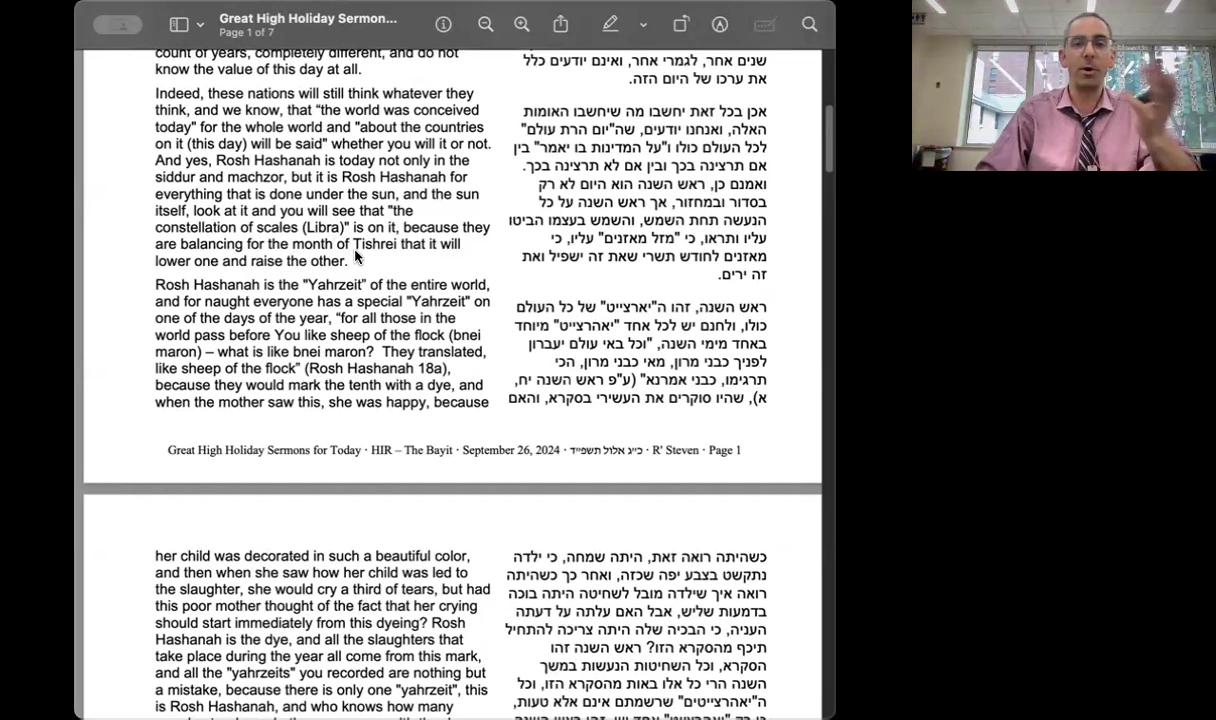 Great High Holiday Sermon...
Page 1 of 7
count of years, completely different, and do not
know the value of this day at all.
Indeed, these nations will still think whatever they
think, and we know, that “the world was conceived
today" for the whole world and "about the countries
on it (this day) will be said" whether you will it or not.
And yes, Rosh Hashanah is today not only in the
siddur and machzor, but it is Rosh Hashanah for
everything that is done under the sun, and the sun
itself, look at it and you will see that "the
constellation of scales (Libra)" is on it, because they
are balancing for the month of Tishrei that it will
lower one and raise the other.
Rosh Hashanah is the "Yahrzeit” of the entire world,
and for naught everyone has a special "Yahrzeit" on
one of the days of the year, “for all those in the
world pass before You like sheep of the flock (bnei
maron) – what is like bnei maron? They translated,
like sheep of the flock” (Rosh Hashanah 18a),
because they would mark the tenth with a dye, and
when the mother saw this, she was happy, because
שנים אחר, לגמרי אחר, ואינם יודעים כלל
את ערכו של היום הזה.
אכן בכל זאת יחשבו מה שיחשבו האומות
האלה, ואנחנו יודעים, שה"יום הרת עולם"
לכל העולם כולו ו"על המדינות בו יאמר" בין
אם תרצינה בכך ובין אם לא תרצינה בכך.
ואמנם כן, ראש השנה הוא היום לא רק
בסדור ובמחזור, אך ראש השנה על כל
הנעשה תחת השמש, והשמש בעצמו הביטו
עליו ותראו, כי "מזל מאזנים" עליו, כי
מאזנים לחודש תשרי שאת זה ישפיל ואת
זה ירים.
ראש השנה, זהו ה"יארצייט" של כל העולם
כולו, ולחנם יש לכל אחד "יאהרצייט" מיוחד
באחד מימי השנה, "וכל באי עולם יעברון
לפניך כבני מרון, מאי כבני מרון, הכי
תרגימו, כבני אמרנא" (ע"פ ראש השנה יח,
א), שהיו סוקרים את העשירי בסקרא, והאם
Great High Holiday Sermons for Today · HIR – The Bayit · September 26, 2024 · כ״ג אלול תשפ״ד · R' Steven · Page 1
her child was decorated in such a beautiful color,
and then when she saw how her child was led to
the slaughter, she would cry a third of tears, but had
this poor mother thought of the fact that her crying
should start immediately from this dyeing? Rosh
Hashanah is the dye, and all the slaughters that
take place during the year all come from this mark,
and all the "yahrzeits" you recorded are nothing but
a mistake, because there is only one "yahrzeit", this
is Rosh Hashanah, and who knows how many
כשהיתה רואה זאת, היתה שמחה, כי ילדה
נתקשט בצבע יפה שכזה, ואחר כך כשהיתה
רואה איך שילדה מובל לשחיטה היתה בוכה
בדמעות שליש, אבל האם עלתה על דעתה
העניה, כי הבכיה שלה היתה צריכה להתחיל
תיכף מהסקרא הזו? ראש השנה זהו
הסקרא, וכל השחיטות הנעשות במשך
השנה הרי כל אלו באות מהסקרא הזו, וכל
ה"יאהרצייטים" שרשמתם אינם אלא טעות,